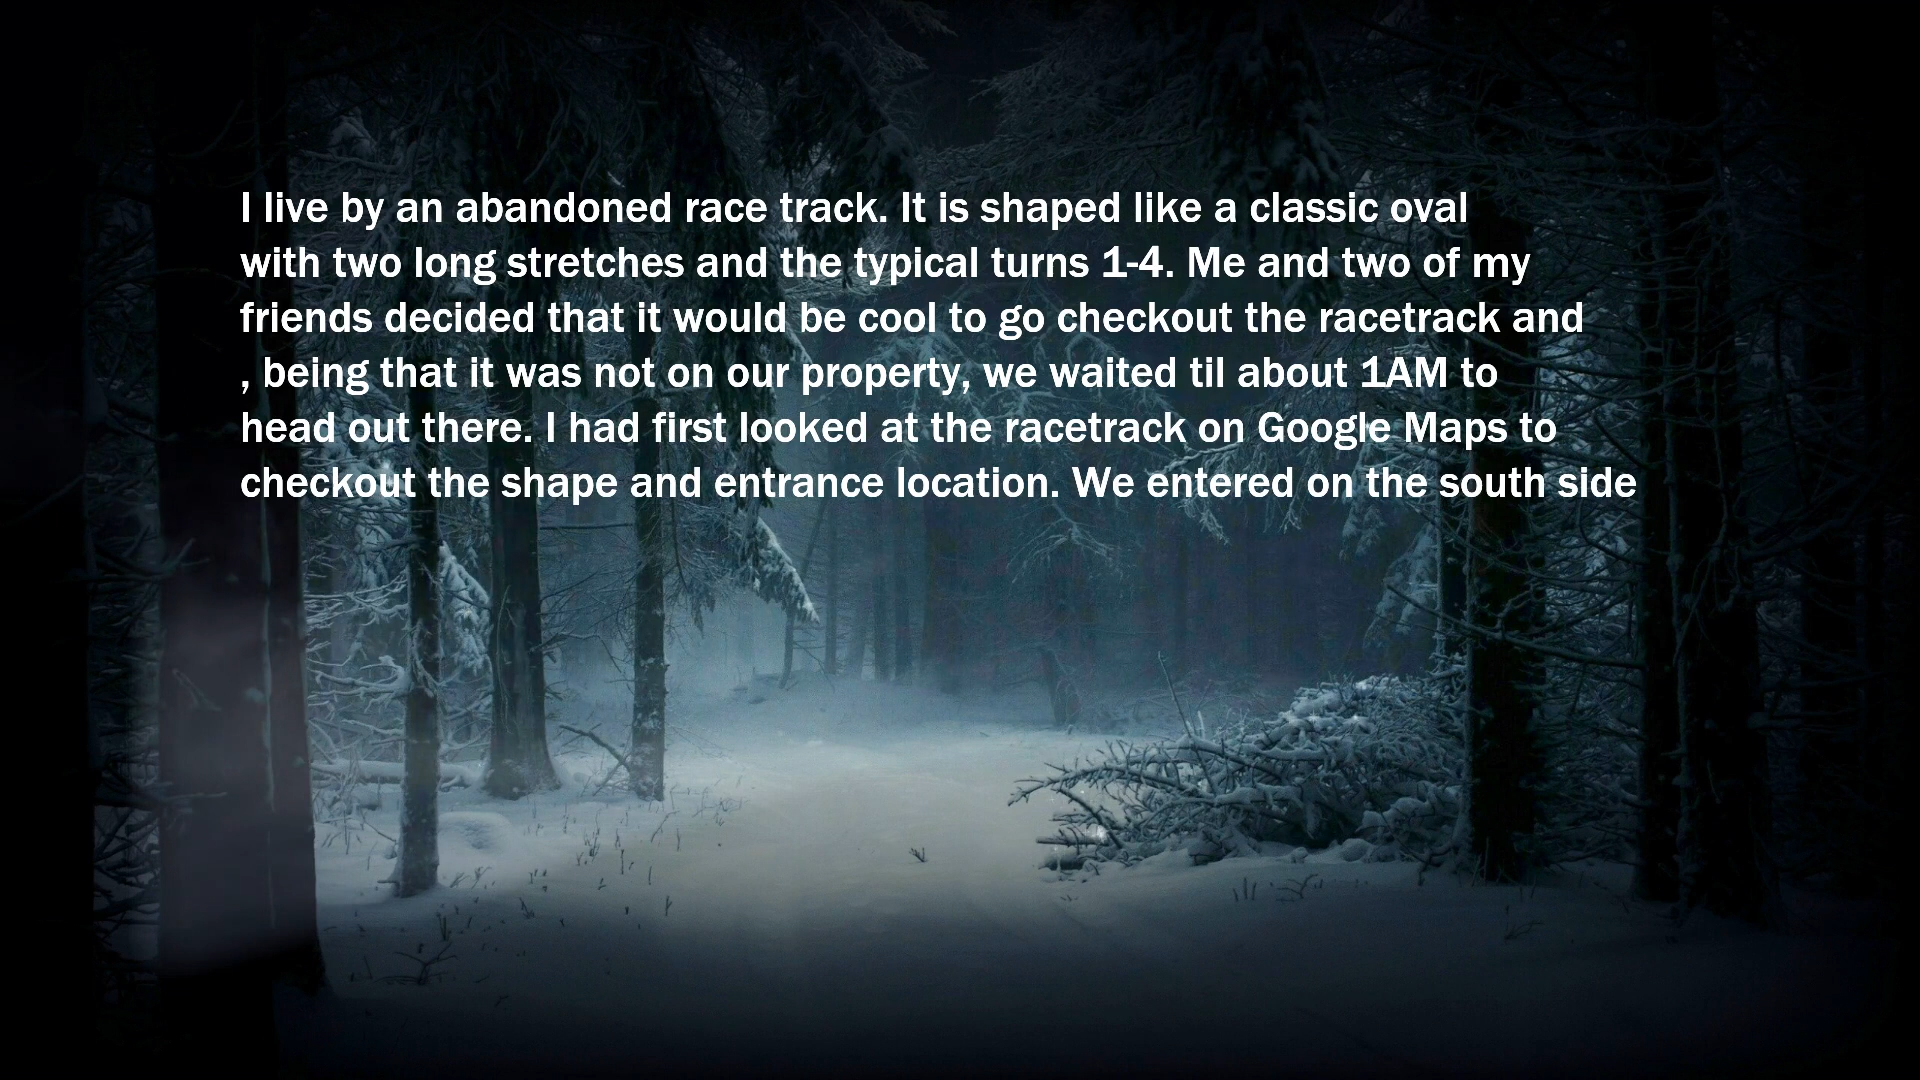 I live by an abandoned race track. It is shaped like a classic oval
with two long stretches and the typical turns 1-4. Me and two of my
friends decided that it would be cool to go checkout the racetrack and
, being that it was not on our property, we waited til about 1AM to
head out there. I had first looked at the racetrack on Google Maps to
checkout the shape and entrance location. We entered on the south side